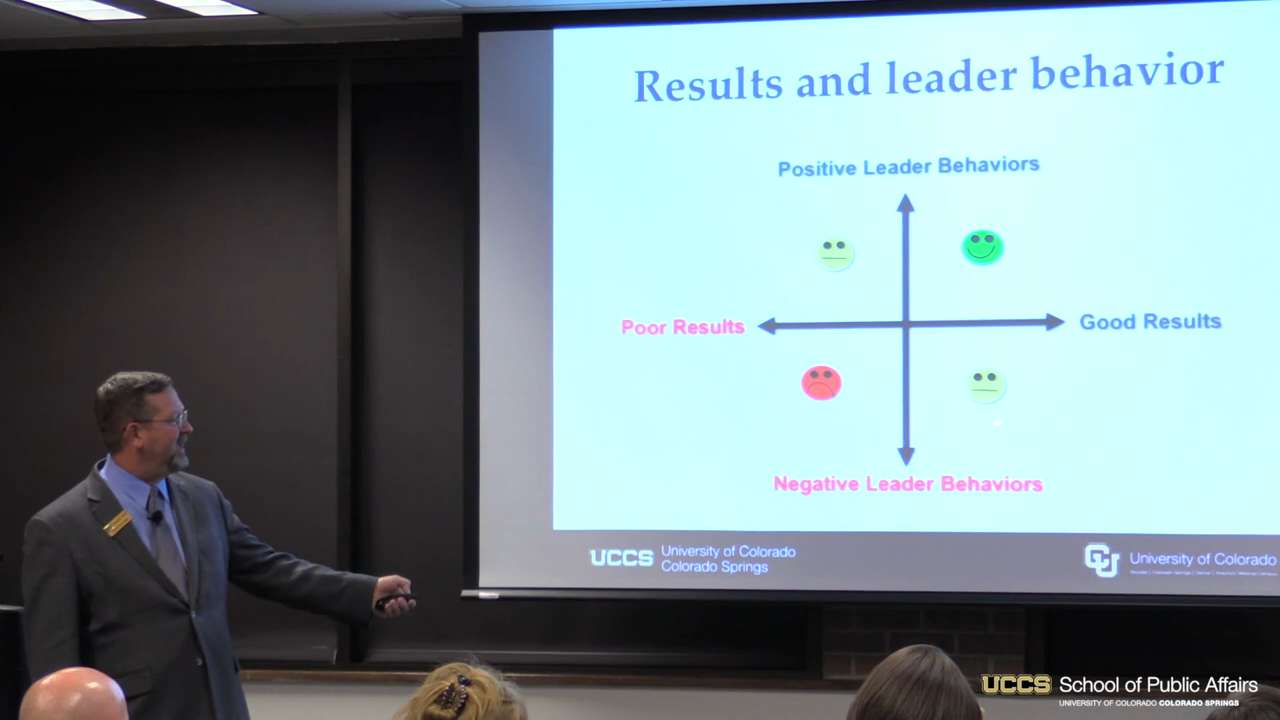 Results and leader behavior
Positive Leader Behaviors
Poor Results
Good Results
Negative Leader Behaviors
UCCS
University of Colorado
Colorado Springs
University of Colorado
UCCS School of Public Affairs
UNIVERSITY OF COLORADO COLORADO SPRINGS